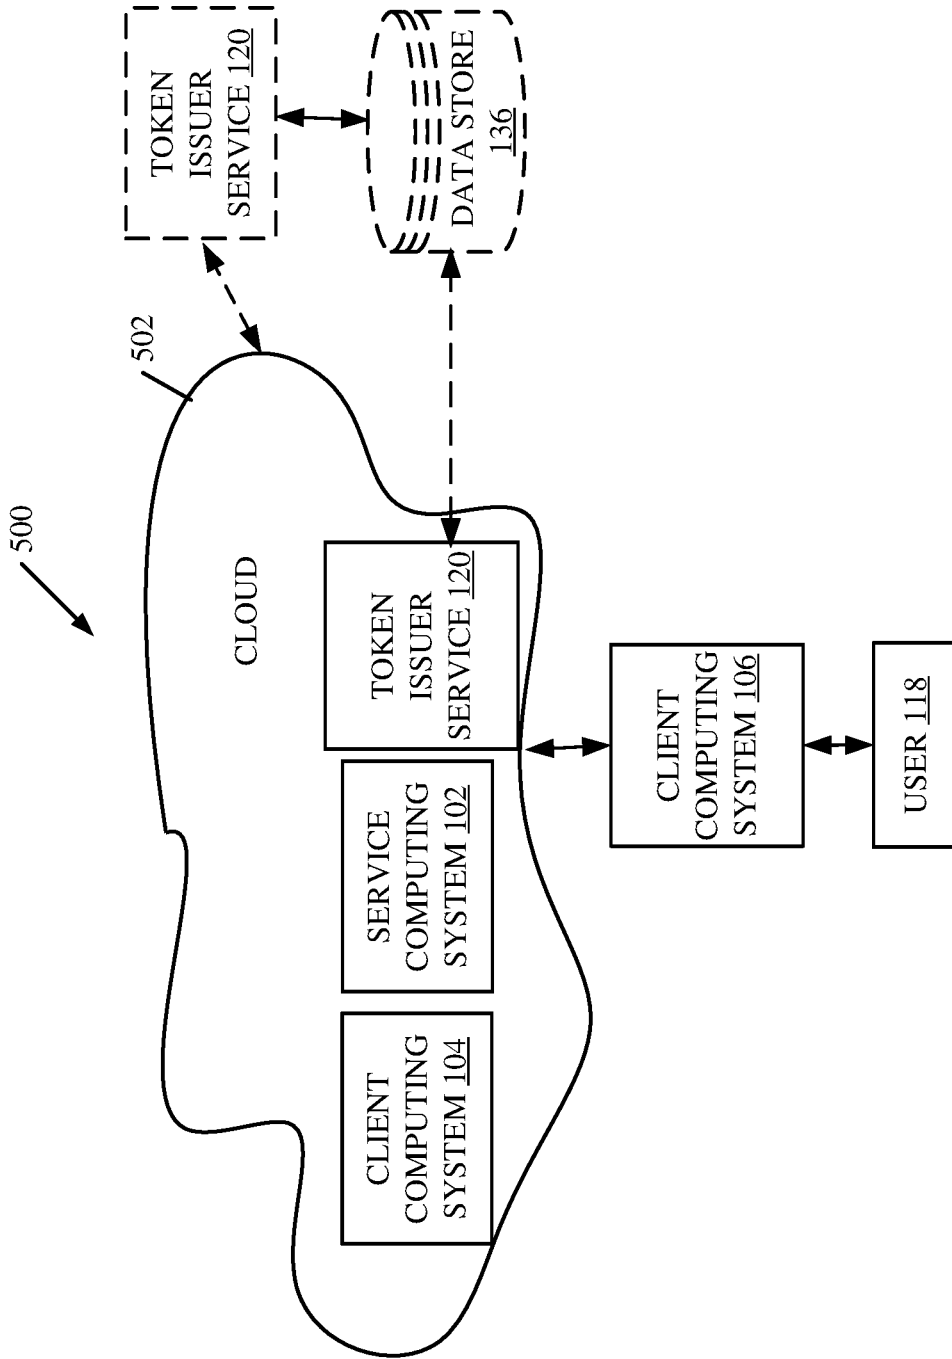 500
502
CLOUD
CLIENT
COMPUTING
SYSTEM 104
SERVICE
COMPUTING
SYSTEM 102
TOKEN
ISSUER
SERVICE 120
TOKEN
ISSUER
SERVICE 120
DATA STORE
136
CLIENT
COMPUTING
SYSTEM 106
USER 118